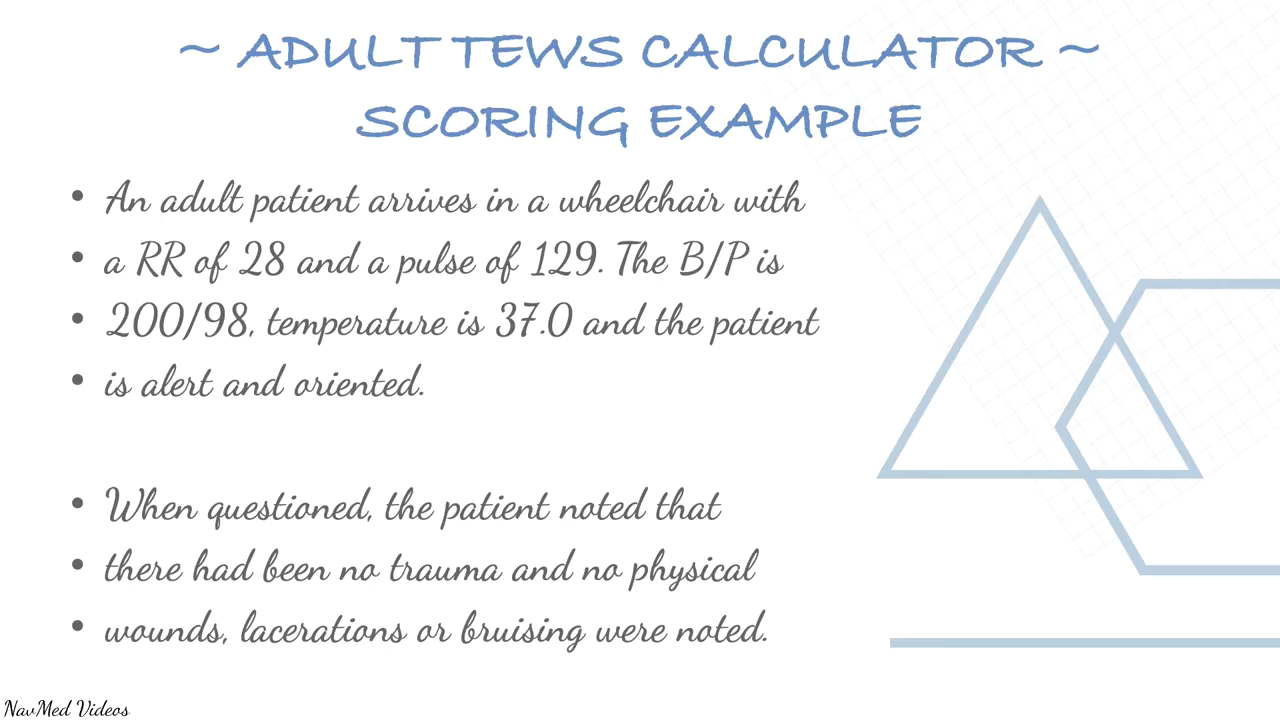 ~ ADULT TEWS CALCULATOR ~
SCORING EXAMPLE
• An adult patient arrives in a wheelchair with
• a RR of 28 and a pulse of 129. The B/P is
• 200/98, temperature is 37.0 and the patient
• is alert and oriented.
• When questioned, the patient noted that
• there had been no trauma and no physical
• wounds, lacerations or bruising were noted.
NavMed Videos